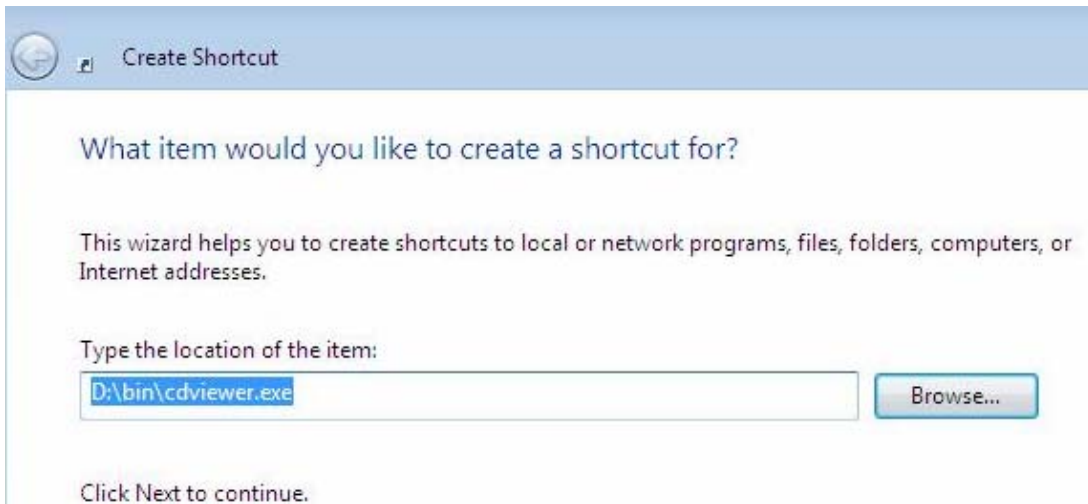 Create Shortcut
What item would you like to create a shortcut for?
This wizard helps you to create shortcuts to local or network programs, files, folders, computers, or
Internet addresses.
Type the location of the item:
D:\bin\cdviewer.exe
Browse...
Click Next to continue.